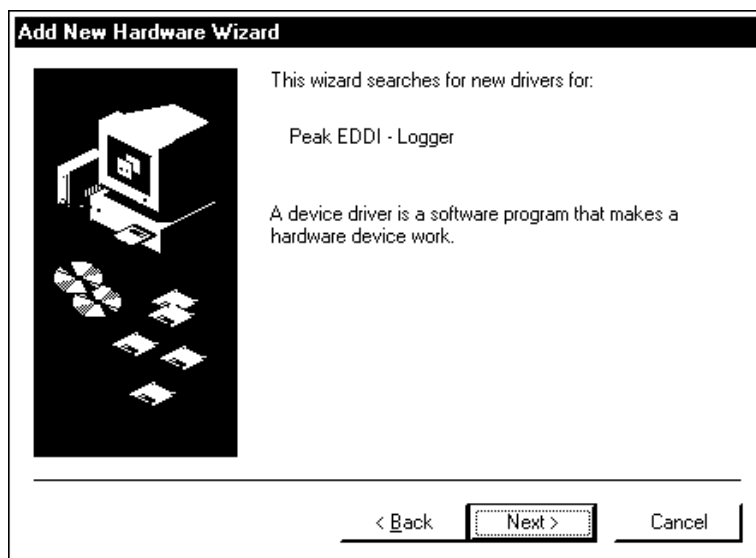 Add New Hardware Wizard
This wizard searches for new drivers for:
Peak EDDI - Logger
A device driver is a software program that makes a
hardware device work.
< Back
Next >
Cancel